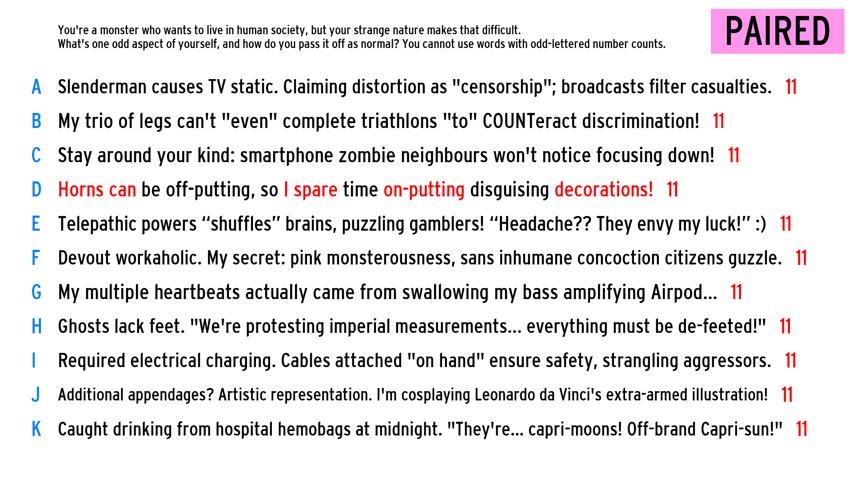 You're a monster who wants to live in human society, but your strange nature makes that difficult.
What's one odd aspect of yourself, and how do you pass it off as normal? You cannot use words with odd-lettered number counts.
PAIRED
A Slenderman causes TV static. Claiming distortion as "censorship"; broadcasts filter casualties. 11
B My trio of legs can't "even" complete triathlons "to" COUNTeract discrimination! 11
C Stay around your kind: smartphone zombie neighbours won't notice focusing down! 11
D Horns can be off-putting, so I spare time on-putting disguising decorations! 11
E Telepathic powers “shuffles” brains, puzzling gamblers! “Headache?? They envy my luck!” :) 11
F Devout workaholic. My secret: pink monsterousness, sans inhumane concoction citizens guzzle. 11
G My multiple heartbeats actually came from swallowing my bass amplifying Airpod... 11
H Ghosts lack feet. "We're protesting imperial measurements... everything must be de-feeted!" 11
I Required electrical charging. Cables attached "on hand" ensure safety, strangling aggressors. 11
J Additional appendages? Artistic representation. I'm cosplaying Leonardo da Vinci's extra-armed illustration! 11
K Caught drinking from hospital hemobags at midnight. "They're... capri-moons! Off-brand Capri-sun!" 11